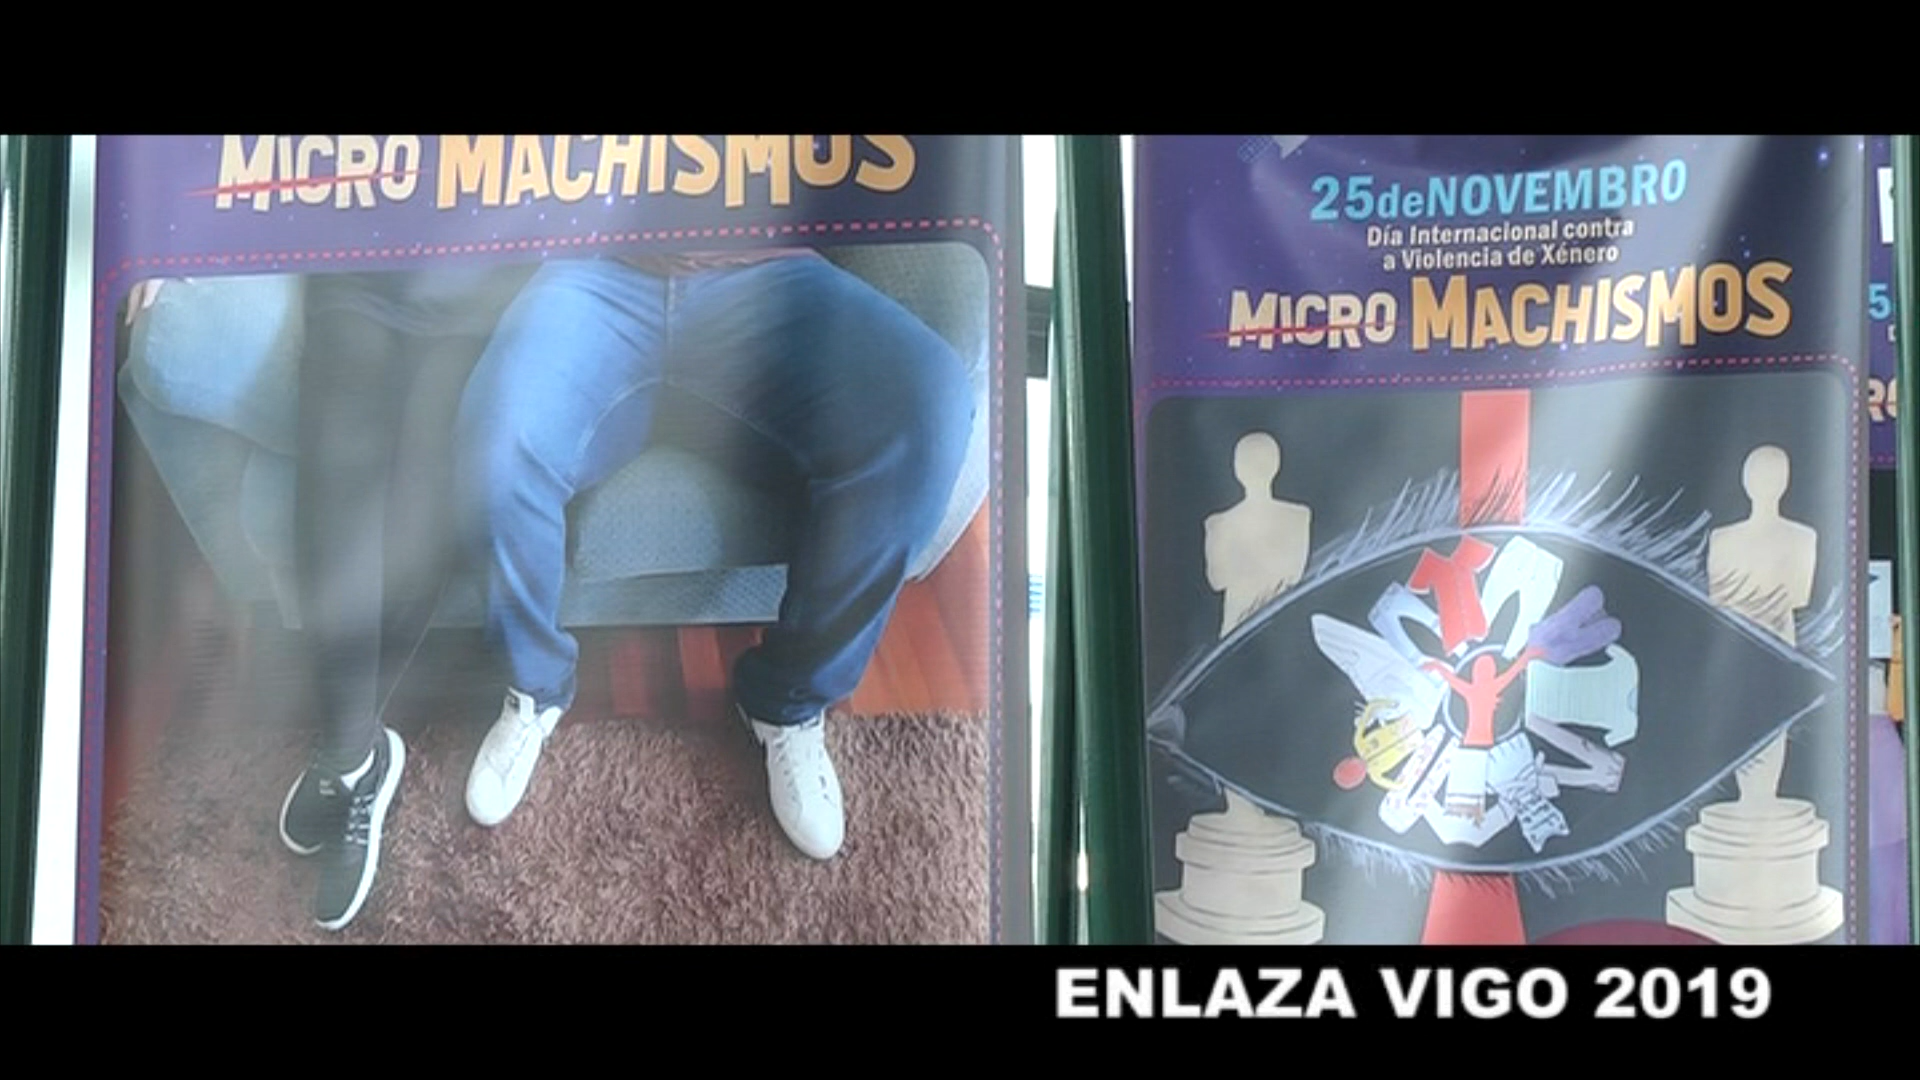 MICRO MACHISMOS
25deNOVEMBRO
Día Internacional contra
a Violencia de Xénero
MICRO MACHISMOS
ENLAZA VIGO 2019